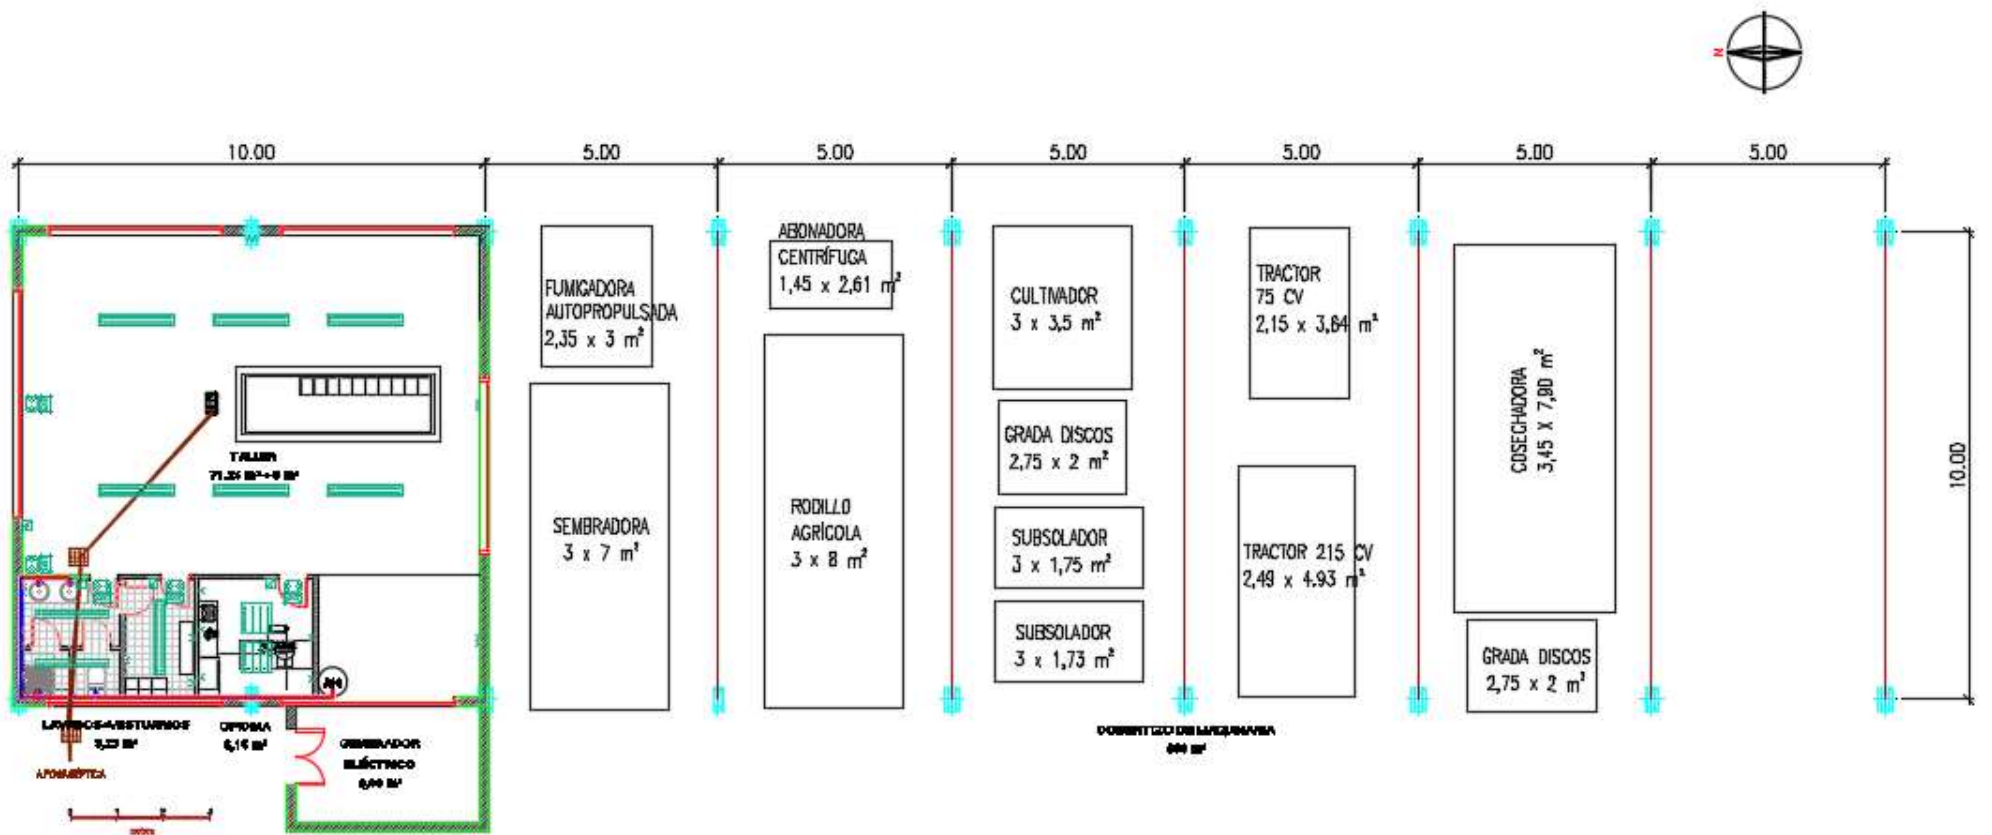 N
10.00
5.00
5.00
5.00
5.00
5.00
5.00
FUMIGADORA
AUTOPROPULSADA
2,35 x 3 m²
ABONADORA
CENTRÍFUGA
1,45 x 2,61 m²
CULTIVADOR
3 x 3,5 m²
TRACTOR
75 CV
2,15 x 3,64 m²
COSECHADORA
3,45 X 7,90 m²
10.00
GRADA DISCOS
2,75 x 2 m²
TALLER
SEMBRADORA
3 x 7 m²
RODILLO
AGRÍCOLA
3 x 8 m²
SUBSOLADOR
3 x 1,75 m²
TRACTOR 215 CV
2,49 x 4.93 m²
SUBSOLADOR
3 x 1,73 m²
GRADA DISCOS
2,75 x 2 m²
OFICINA
GENERADOR
ELÉCTRICO
COBERTIZO DE MAQUINARIA